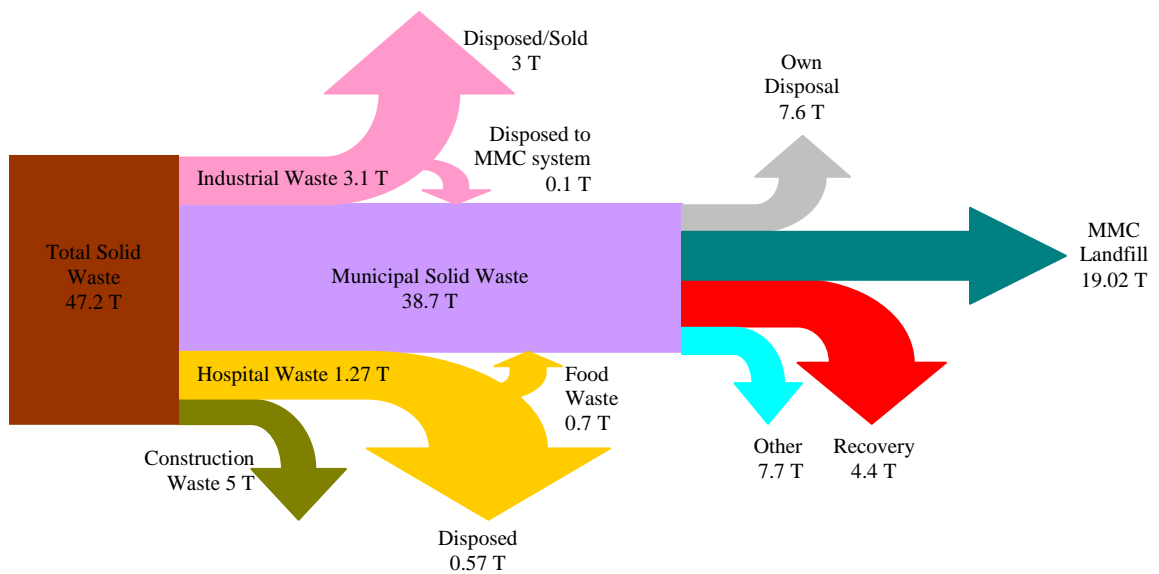 Disposed/Sold
3 T
Own
Disposal
7.6 T
Disposed to
MMC system
0.1 T
Industrial Waste 3.1 T
Total Solid
Waste
47.2 T
Municipal Solid Waste
38.7 T
MMC
Landfill
19.02 T
Hospital Waste 1.27 T
Food
Waste
0.7 T
Construction
Waste 5 T
Other
7.7 T
Recovery
4.4 T
Disposed
0.57 T